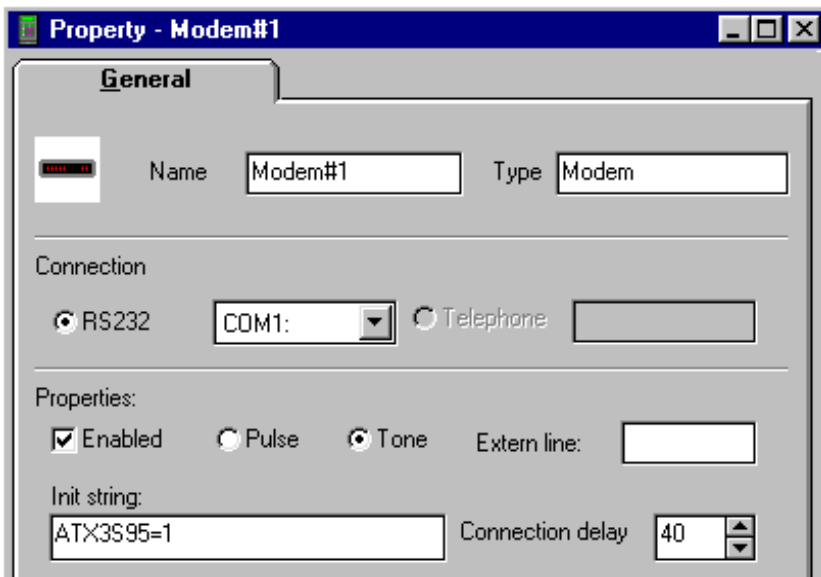 Property - Modem#1
General
Name Modem#1 Type Modem
Connection
RS232 COM1: Telephone
Properties:
Enabled Pulse Tone Extern line:
Init string:
ATX3S95=1 Connection delay 40